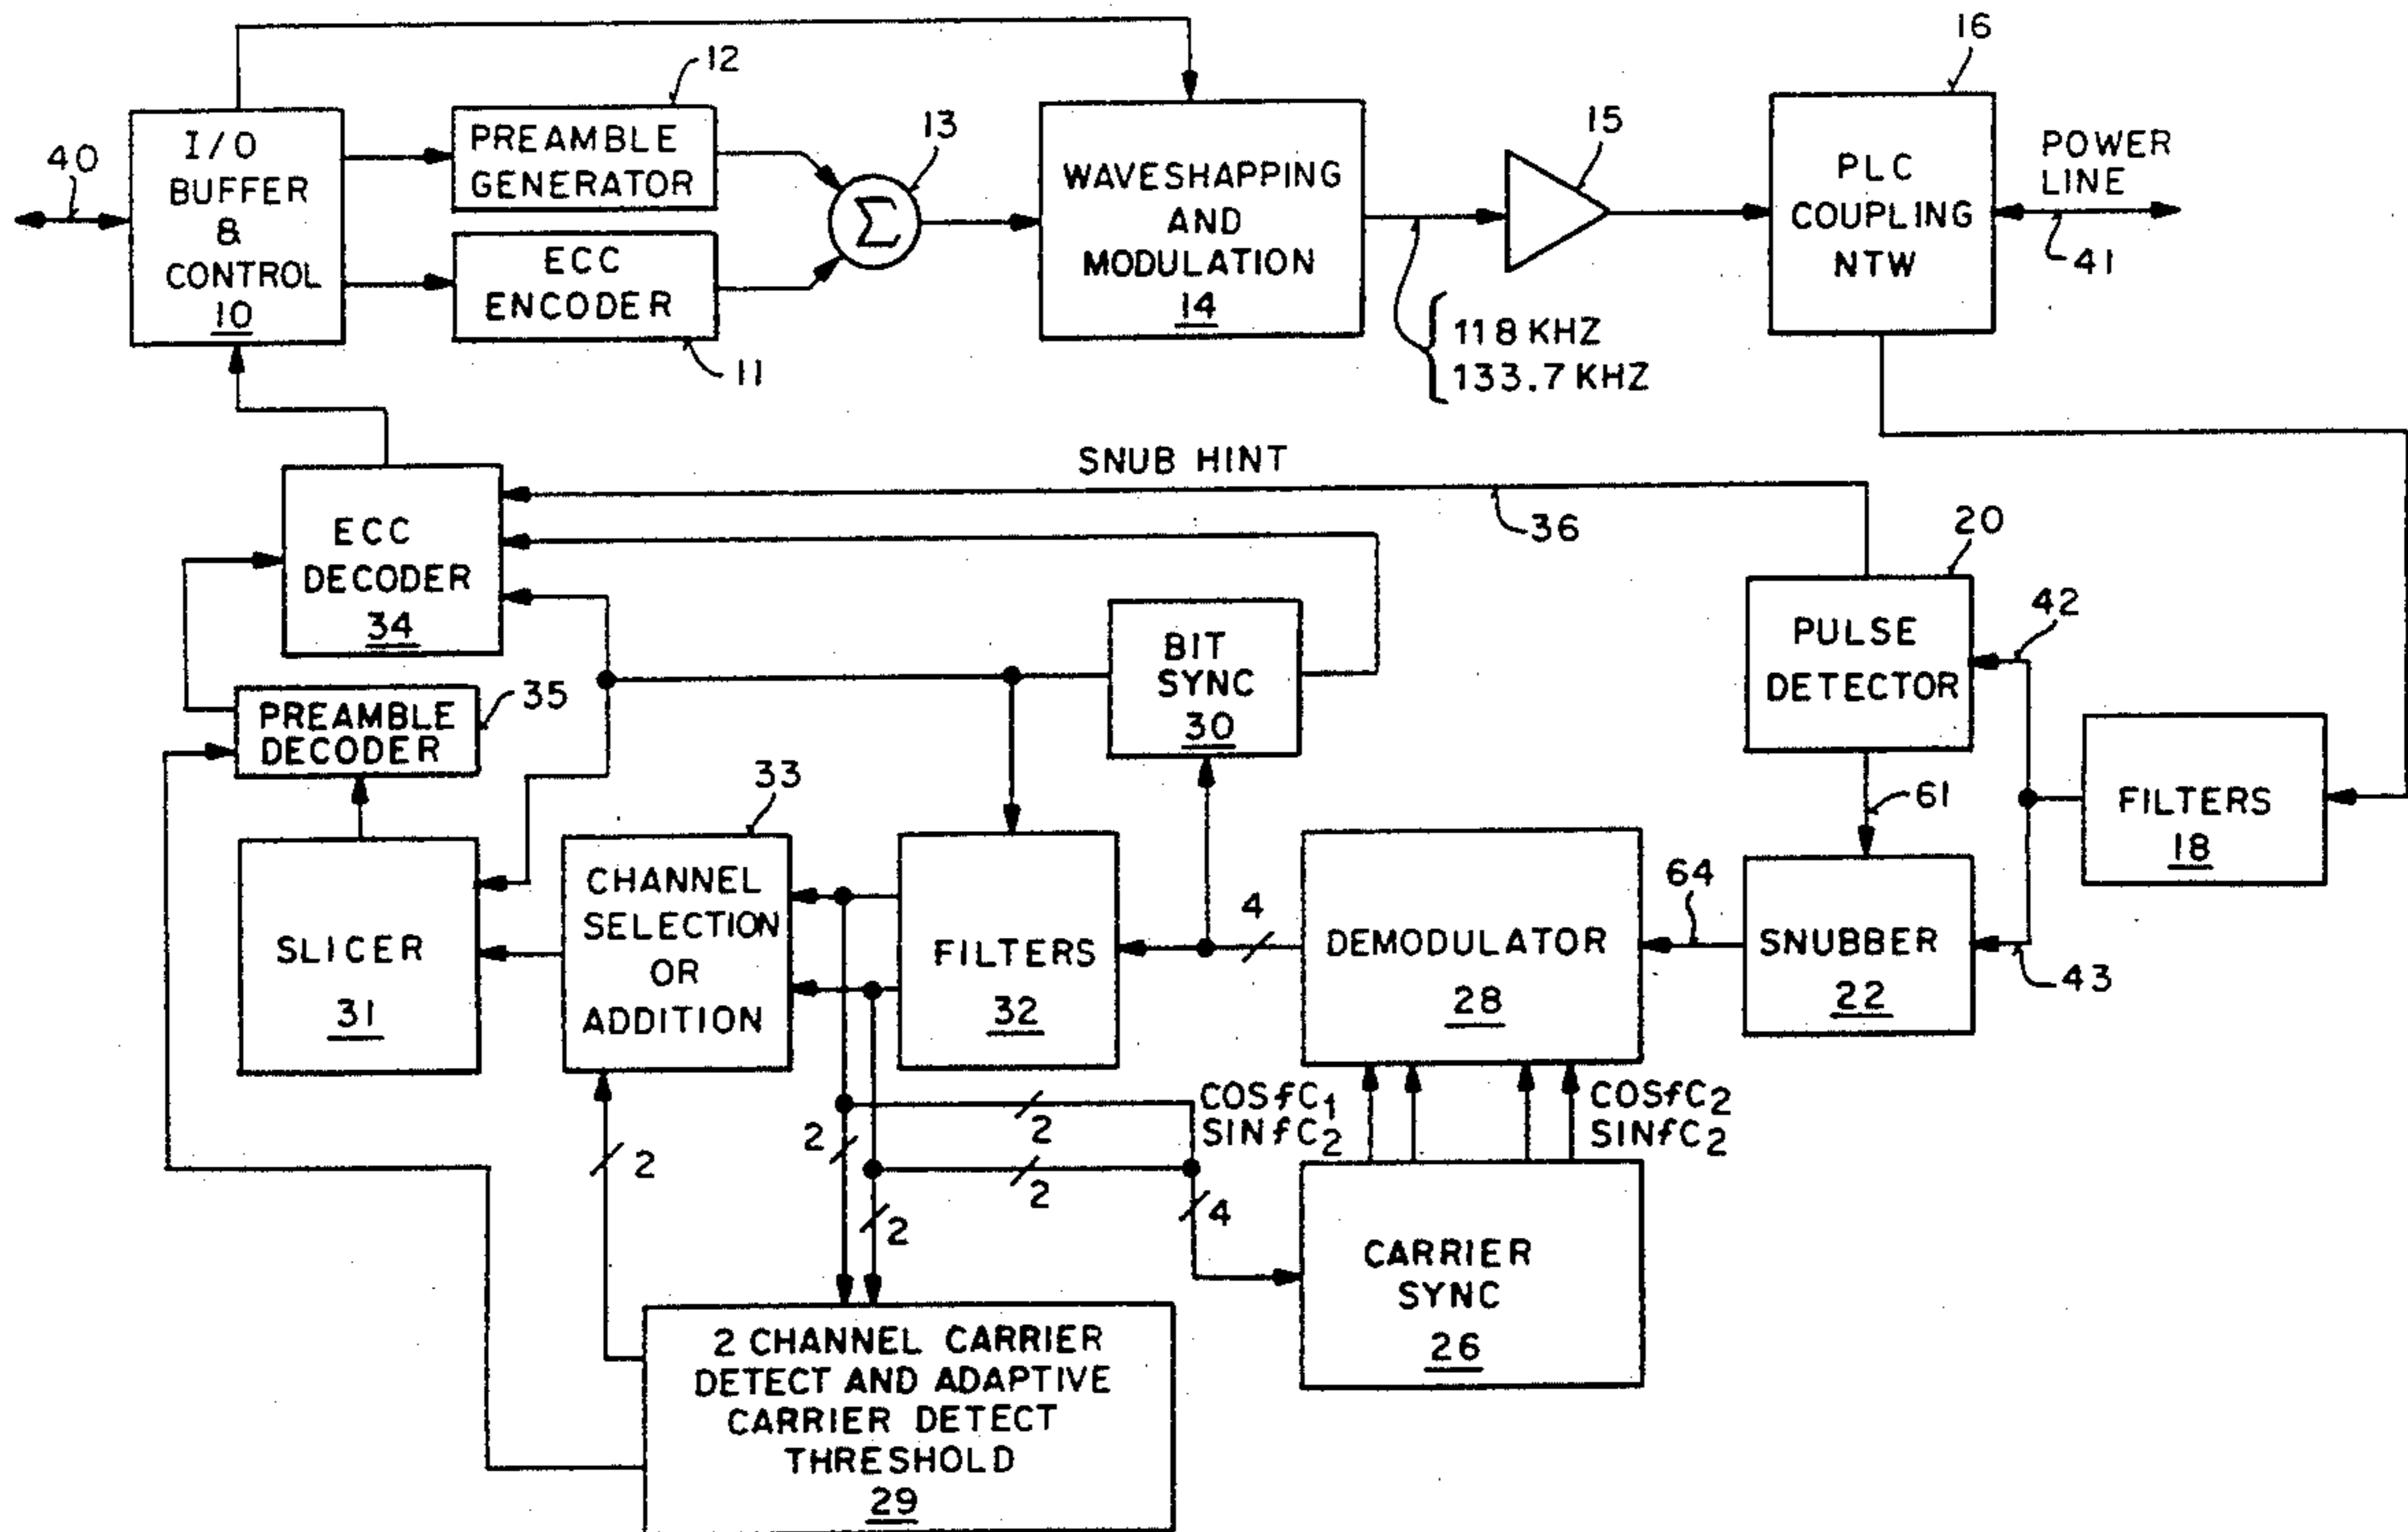 I/O
BUFFER
&
CONTROL
10
40
PREAMBLE
GENERATOR
12
ECC
ENCODER
11
Σ
13
WAVESHAPPING
AND
MODULATION
14
118 KHZ
133.7 KHZ
15
PLC
COUPLING
NTW
16
POWER
LINE
41
SNUB HINT
36
ECC
DECODER
34
PREAMBLE
DECODER
35
BIT
SYNC
30
PULSE
DETECTOR
20
42
61
FILTERS
18
43
SLICER
31
CHANNEL
SELECTION
OR
ADDITION
33
FILTERS
32
4
DEMODULATOR
28
64
SNUBBER
22
2
2
2
2
2
4
COSfC1
SINfC2
COSfC2
SINfC2
CARRIER
SYNC
26
2 CHANNEL CARRIER
DETECT AND ADAPTIVE
CARRIER DETECT
THRESHOLD
29